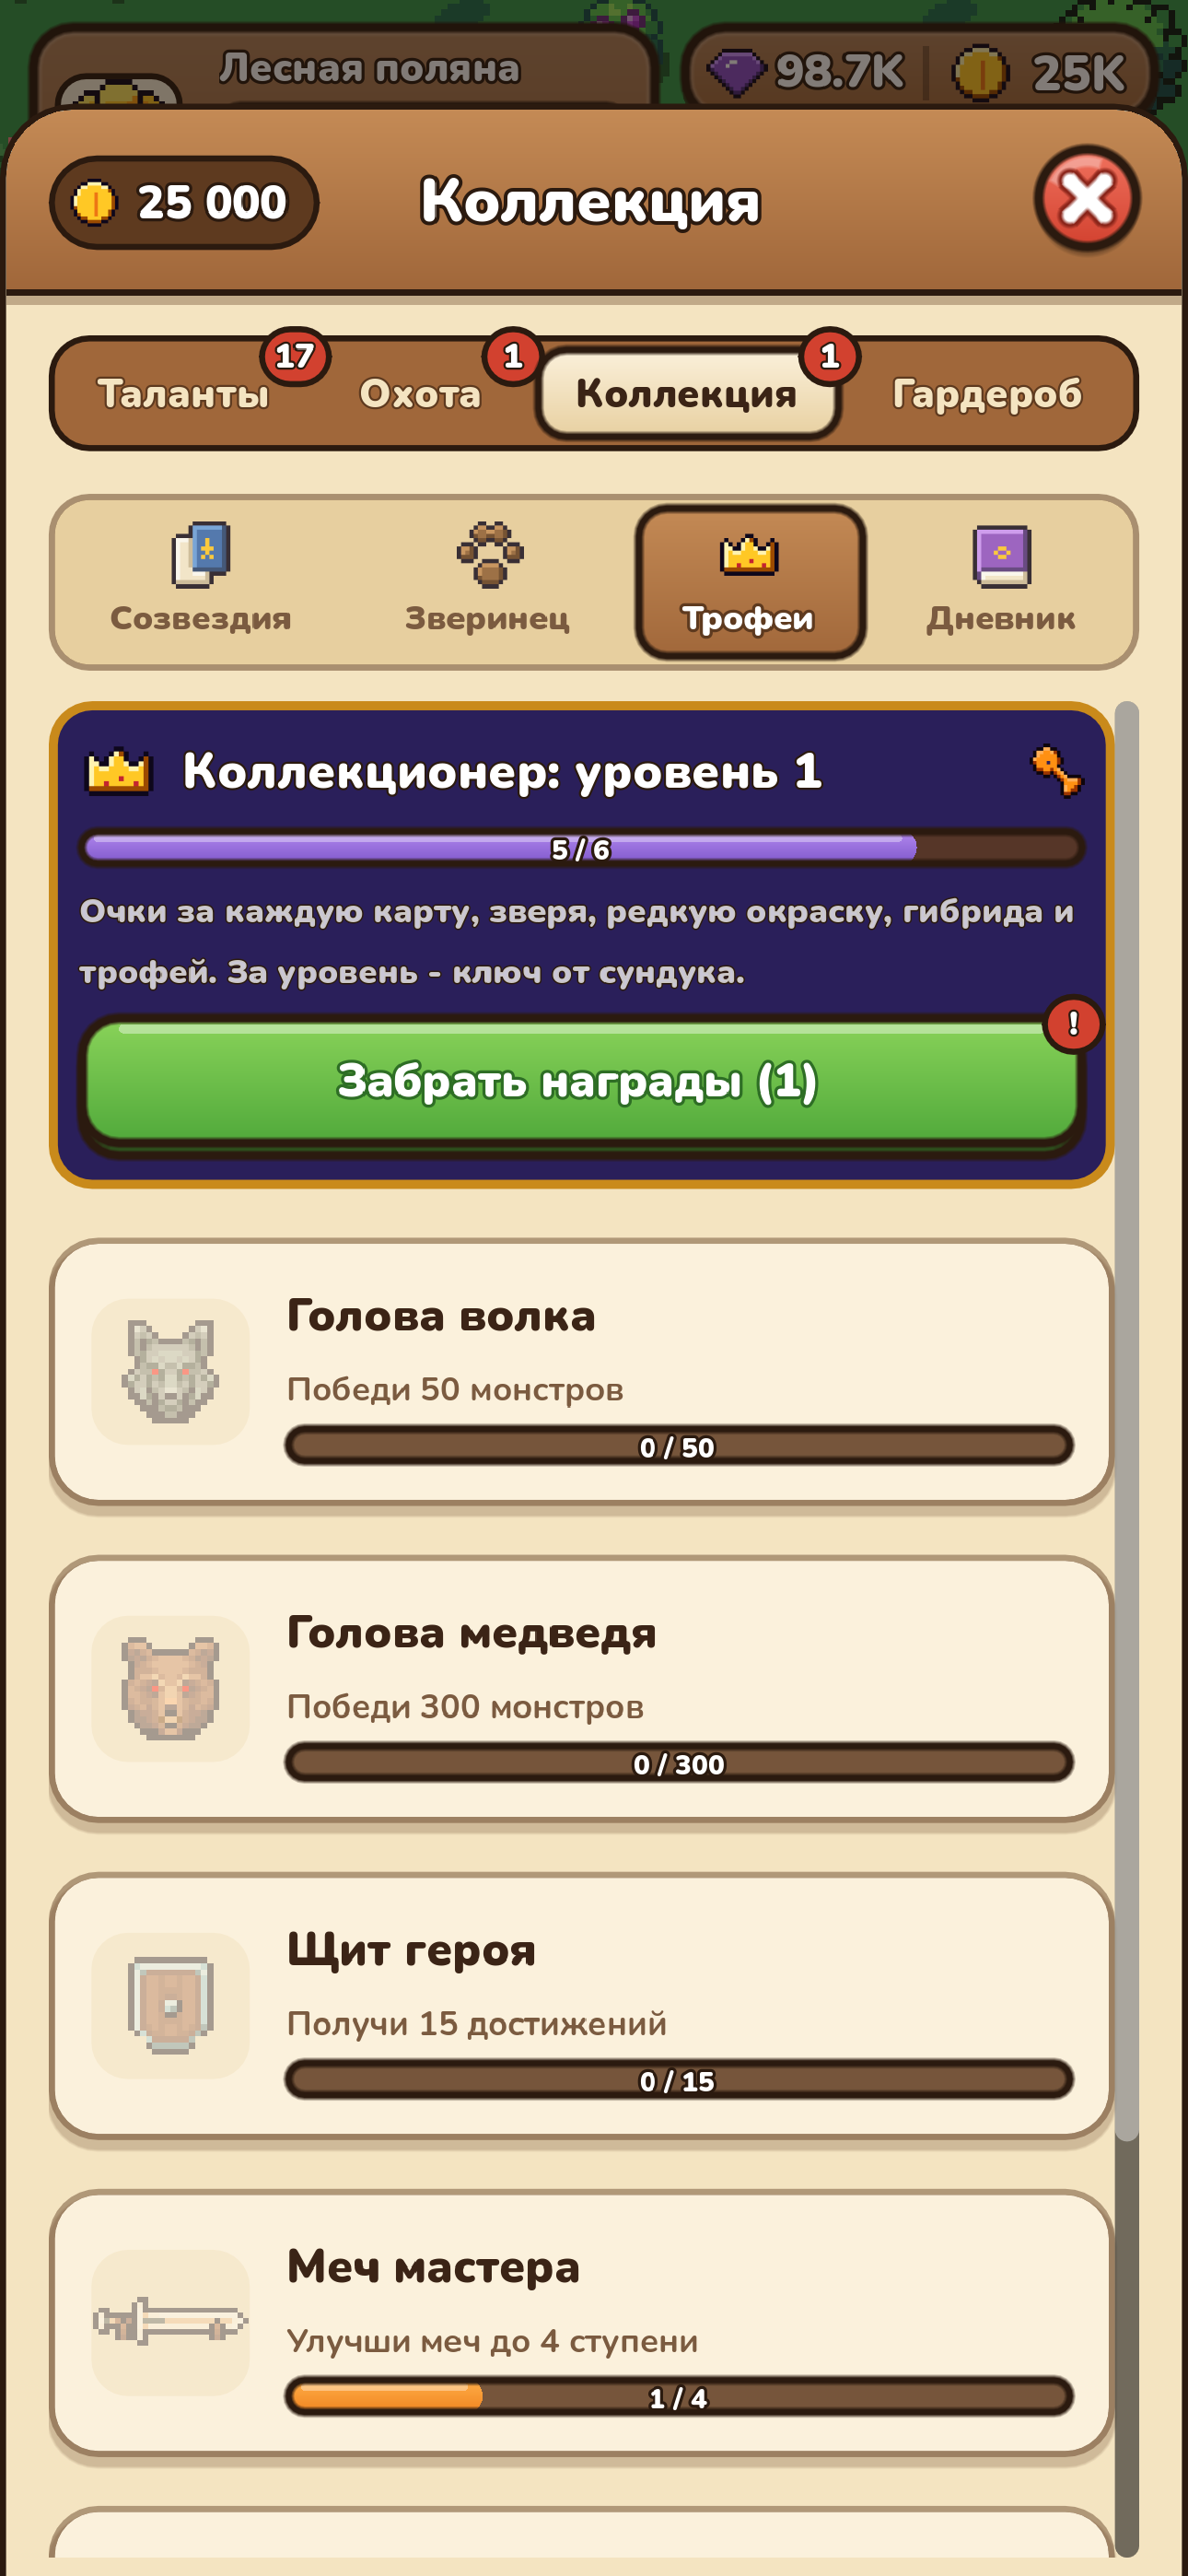 Лесная поляна
98.7K
25K
25 000
Коллекция
17
1
1
Таланты
Охота
Коллекция
Гардероб
Созвездия
Зверинец
Трофеи
Дневник
Коллекционер: уровень 1
5 / 6
Очки за каждую карту, зверя, редкую окраску, гибрида и
трофей. За уровень - ключ от сундука.
!
Забрать награды (1)
Голова волка
Победи 50 монстров
0 / 50
Голова медведя
Победи 300 монстров
0 / 300
Щит героя
Получи 15 достижений
0 / 15
Меч мастера
Улучши меч до 4 ступени
1 / 4